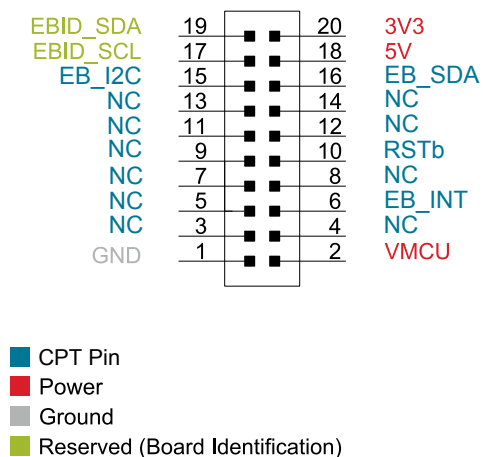 EBID_SDA 19 20 3V3
EBID_SCL 17 18 5V
EB_I2C 15 16 EB_SDA
NC 13 14 NC
NC 11 12 NC
NC 9 10 RSTb
NC 7 8 NC
NC 5 6 EB_INT
NC 3 4 NC
GND 1 2 VMCU
CPT Pin
Power
Ground
Reserved (Board Identification)